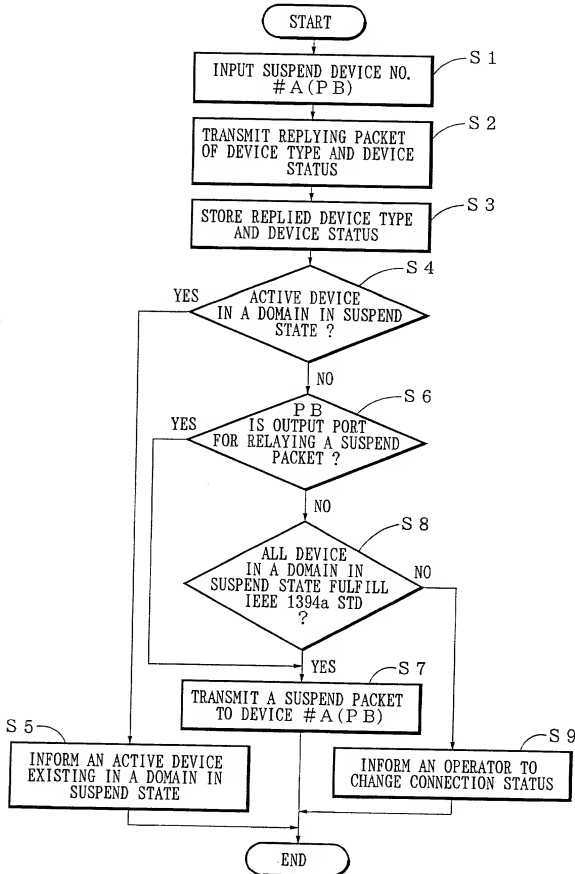 START
S1
INPUT SUSPEND DEVICE NO.
#A(PB)
S2
TRANSMIT REPLYING PACKET
OF DEVICE TYPE AND DEVICE
STATUS
S3
STORE REPLIED DEVICE TYPE
AND DEVICE STATUS
S4
YES
ACTIVE DEVICE
IN A DOMAIN IN SUSPEND
STATE ?
NO
S6
YES
PB
IS OUTPUT PORT
FOR RELAYING A SUSPEND
PACKET ?
NO
S8
ALL DEVICE
IN A DOMAIN IN
SUSPEND STATE FULFILL
IEEE 1394a STD
?
NO
YES
S7
TRANSMIT A SUSPEND PACKET
TO DEVICE #A(PB)
S5
INFORM AN ACTIVE DEVICE
EXISTING IN A DOMAIN IN
SUSPEND STATE
S9
INFORM AN OPERATOR TO
CHANGE CONNECTION STATUS
END